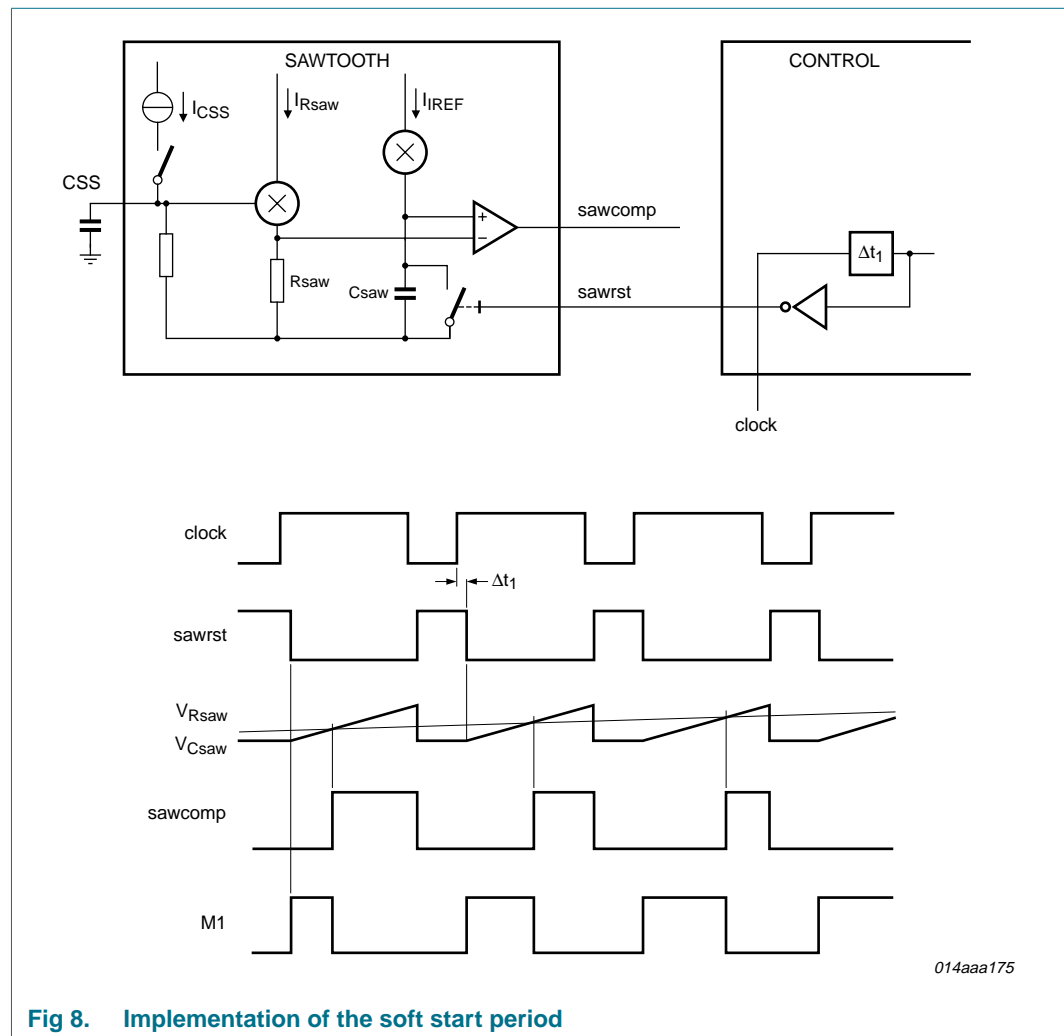 SAWTOOTH
CONTROL
ICSS
IRsaw
IIREF
CSS
sawcomp
Δt1
Rsaw
Csaw
sawrst
clock
clock
Δt1
sawrst
VRsaw
VCsaw
sawcomp
M1
014aaa175
Fig 8. Implementation of the soft start period